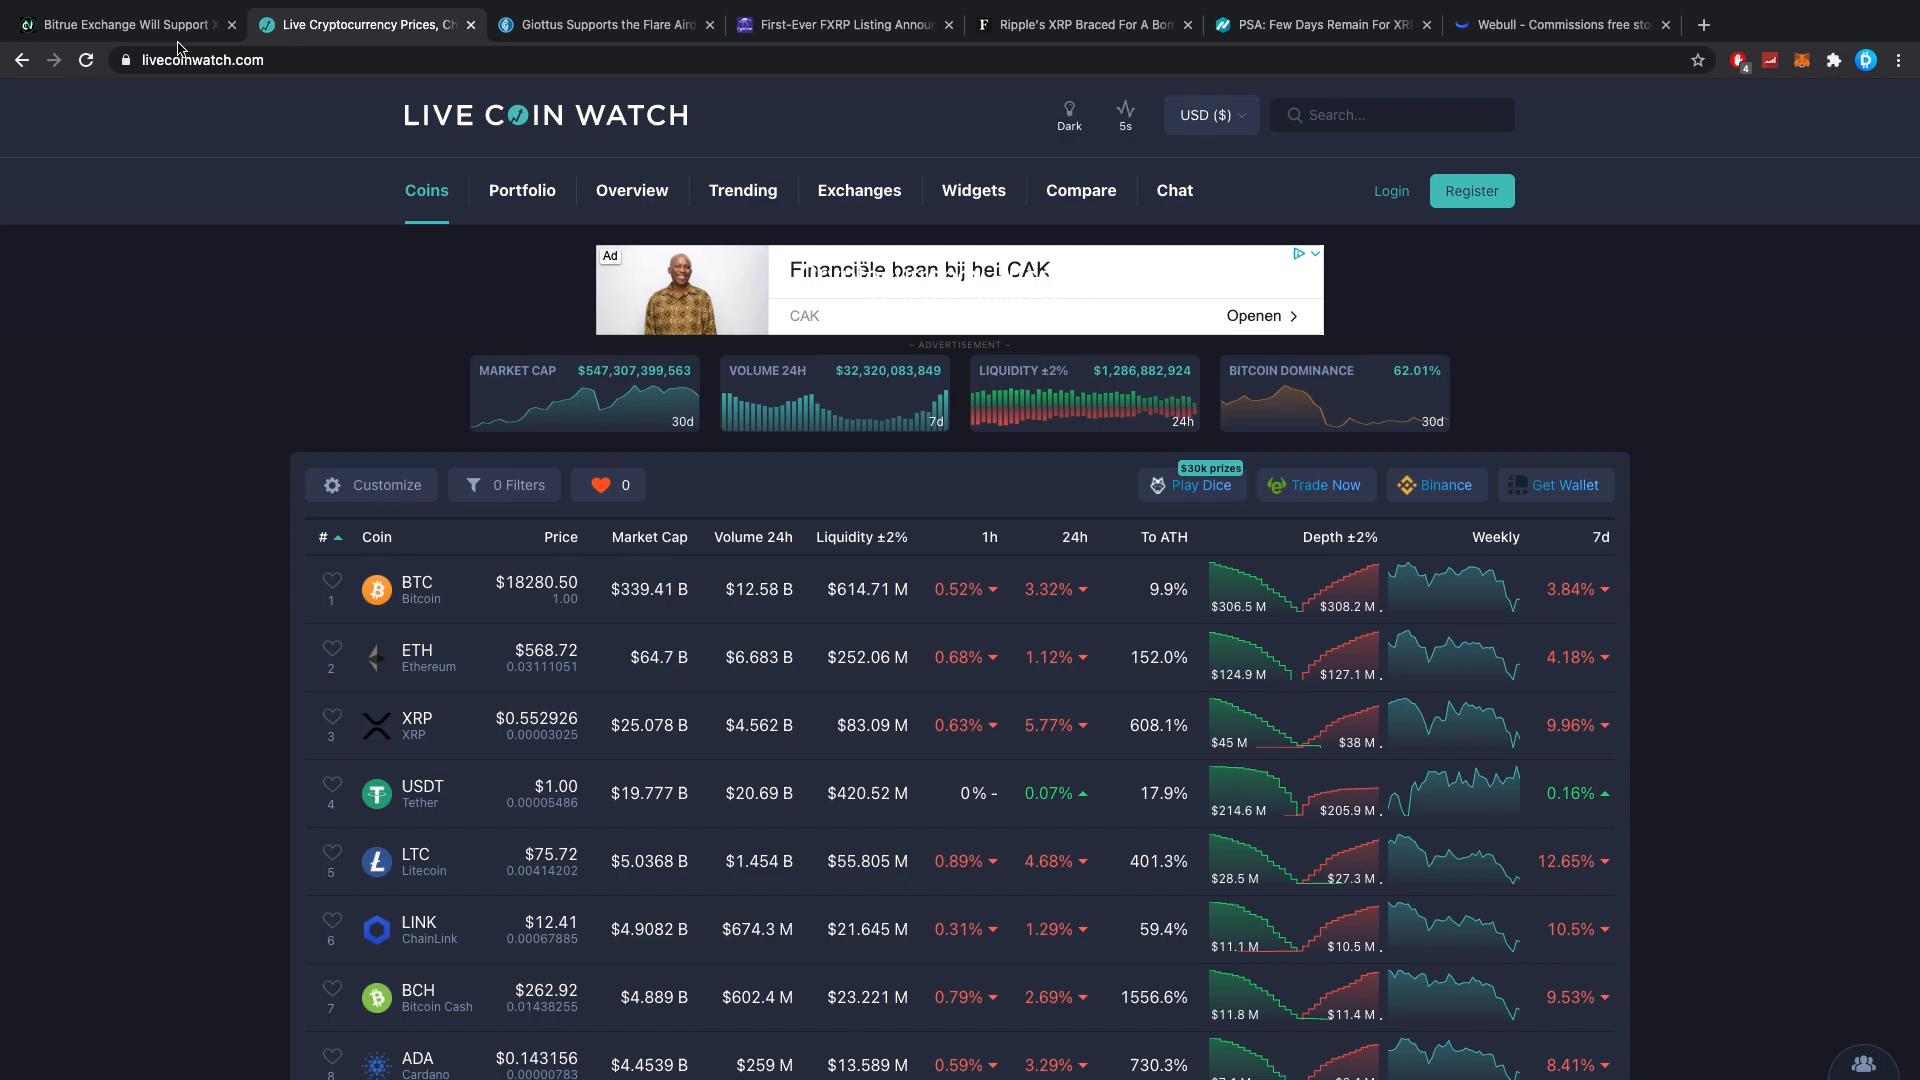 Bitrue Exchange Will Support X
Live Cryptocurrency Prices, Ch
Giottus Supports the Flare Aird
First-Ever FXRP Listing Announ
Ripple's XRP Braced For A Bom
PSA: Few Days Remain For XRP
Webull - Commissions free sto
livecoinwatch.com
4
LIVE COIN WATCH
Dark
5s
USD ($)
Search...
Coins
Portfolio
Overview
Trending
Exchanges
Widgets
Compare
Chat
Login
Register
Ad
Financiële baan bij het CAK
CAK
Openen
– ADVERTISEMENT –
MARKET CAP $547,307,399,563
30d
VOLUME 24H $32,320,083,849
7d
LIQUIDITY ±2% $1,286,882,924
24h
BITCOIN DOMINANCE 62.01%
30d
Customize
0 Filters
0
$30k prizes
Play Dice
Trade Now
Binance
Get Wallet
# Coin Price Market Cap Volume 24h Liquidity ±2% 1h 24h To ATH Depth ±2% Weekly 7d
BTC $18280.50
1 Bitcoin 1.00 $339.41 B $12.58 B $614.71 M 0.52% 3.32% 9.9% $306.5 M $308.2 M 3.84%
ETH $568.72
2 Ethereum 0.03111051 $64.7 B $6.683 B $252.06 M 0.68% 1.12% 152.0% $124.9 M $127.1 M 4.18%
XRP $0.552926
3 XRP 0.00003025 $25.078 B $4.562 B $83.09 M 0.63% 5.77% 608.1% $45 M $38 M 9.96%
USDT $1.00
4 Tether 0.00005486 $19.777 B $20.69 B $420.52 M 0% - 0.07% 17.9% $214.6 M $205.9 M 0.16%
LTC $75.72
5 Litecoin 0.00414202 $5.0368 B $1.454 B $55.805 M 0.89% 4.68% 401.3% $28.5 M $27.3 M 12.65%
LINK $12.41
6 ChainLink 0.00067885 $4.9082 B $674.3 M $21.645 M 0.31% 1.29% 59.4% $11.1 M $10.5 M 10.5%
BCH $262.92
7 Bitcoin Cash 0.01438255 $4.889 B $602.4 M $23.221 M 0.79% 2.69% 1556.6% $11.8 M $11.4 M 9.53%
ADA $0.143156
8 Cardano 0.00000783 $4.4539 B $259 M $13.589 M 0.59% 3.29% 730.3% 8.41%